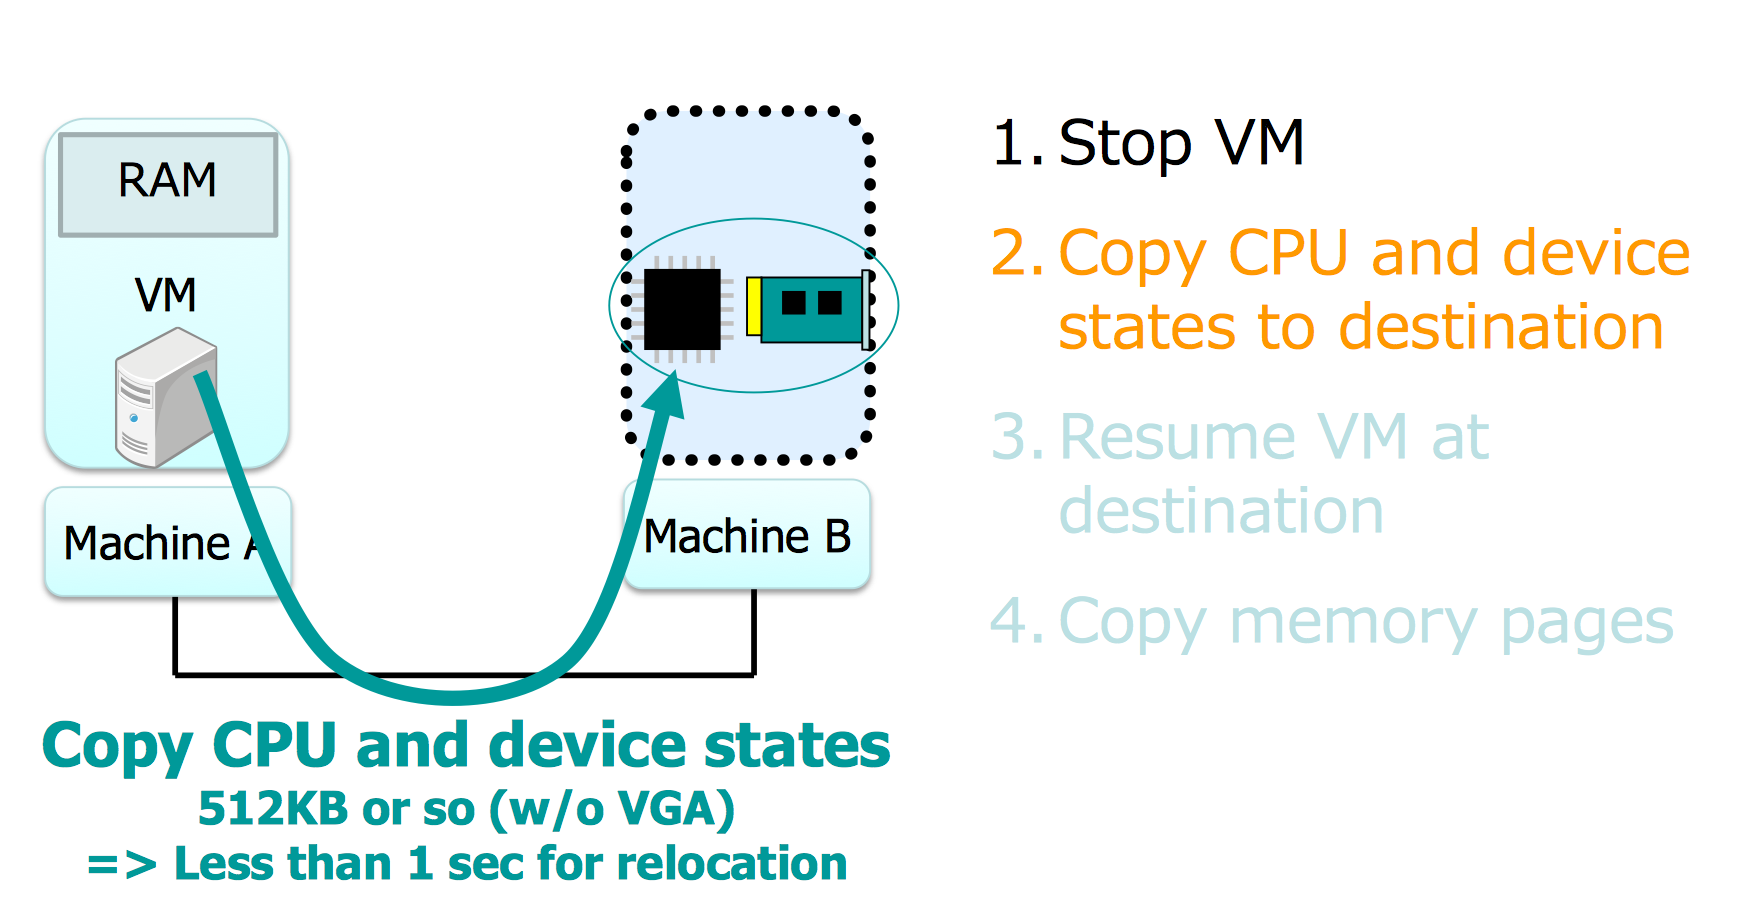 RAM
VM
Machine A
Machine B
Copy CPU and device states
512KB or so (w/o VGA)
=> Less than 1 sec for relocation
1. Stop VM
2. Copy CPU and device
states to destination
3. Resume VM at
destination
4. Copy memory pages